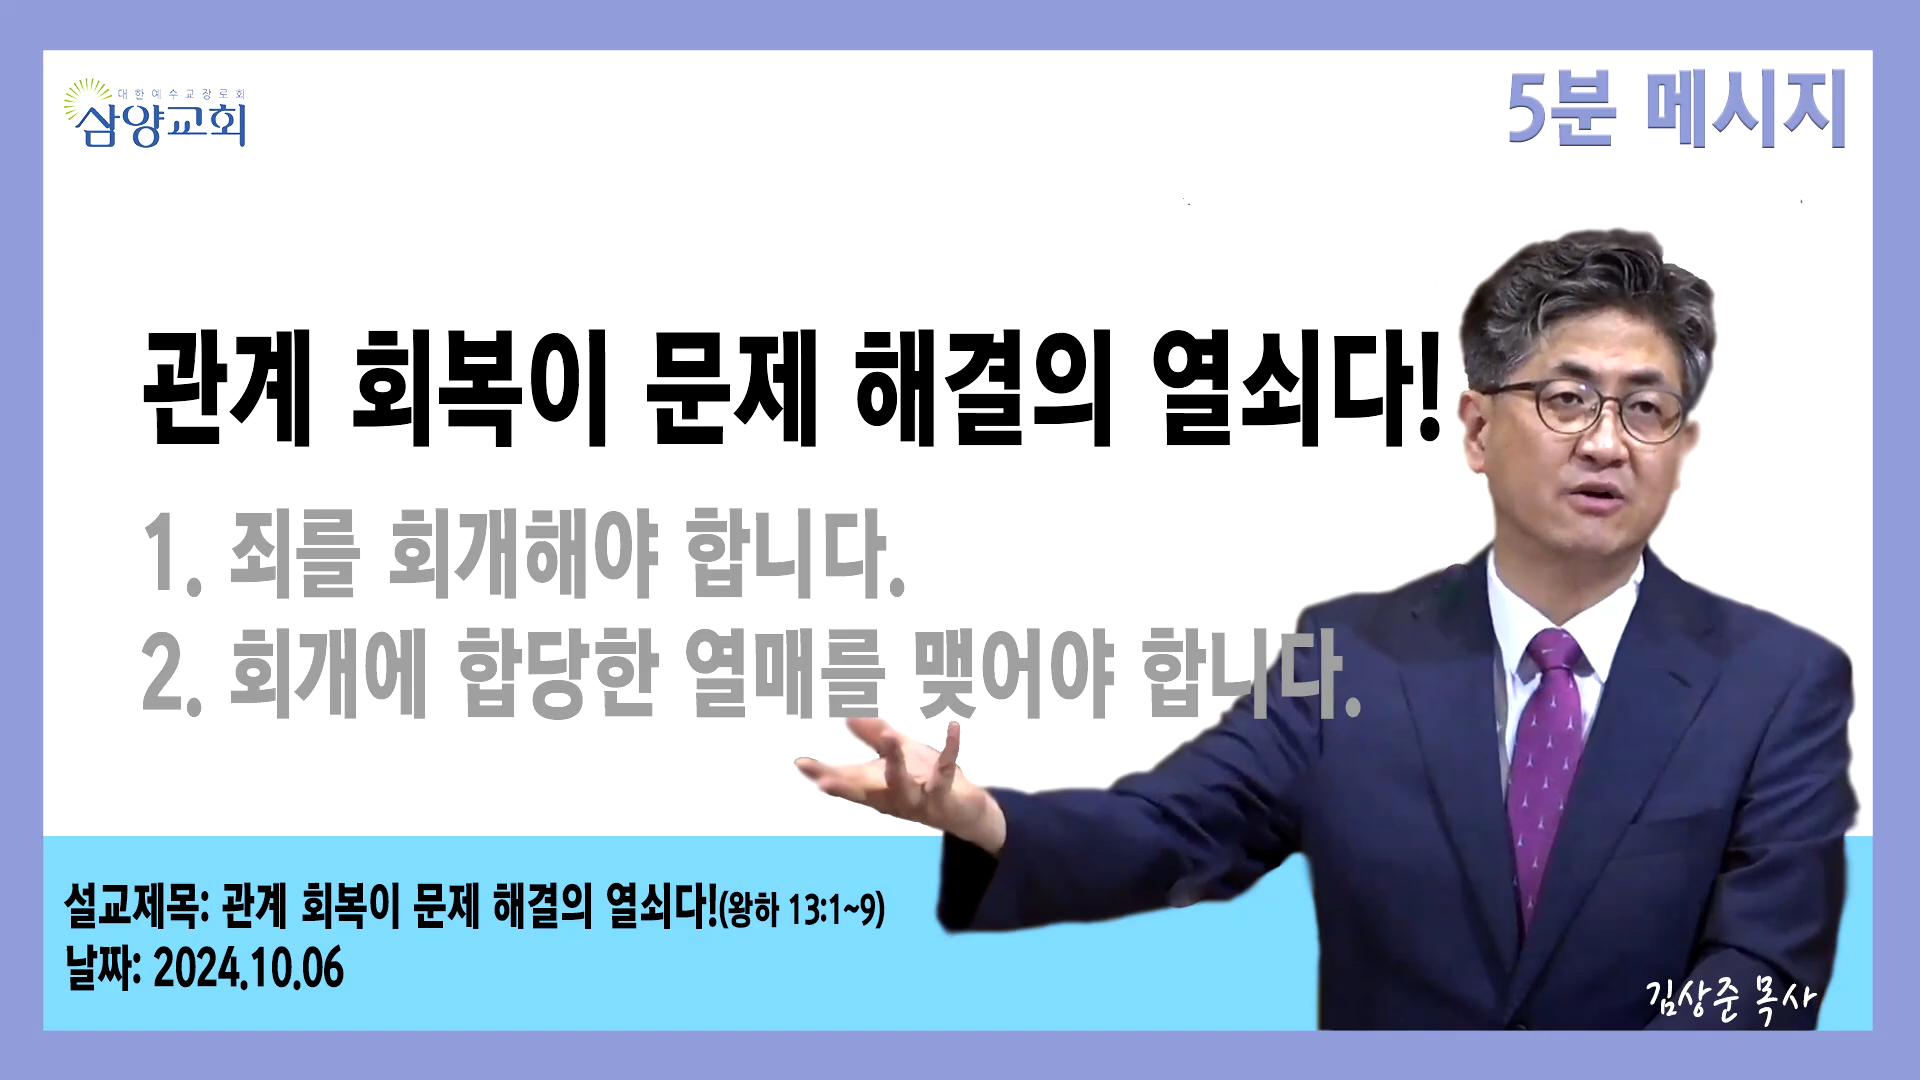 대한예수교장로회
삼양교회
5분 메시지
관계 회복이 문제 해결의 열쇠다!
1. 죄를 회개해야 합니다.
2. 회개에 합당한 열매를 맺어야 합니다.
설교제목: 관계 회복이 문제 해결의 열쇠다!(왕하 13:1~9)
날짜: 2024.10.06
김상준 목사